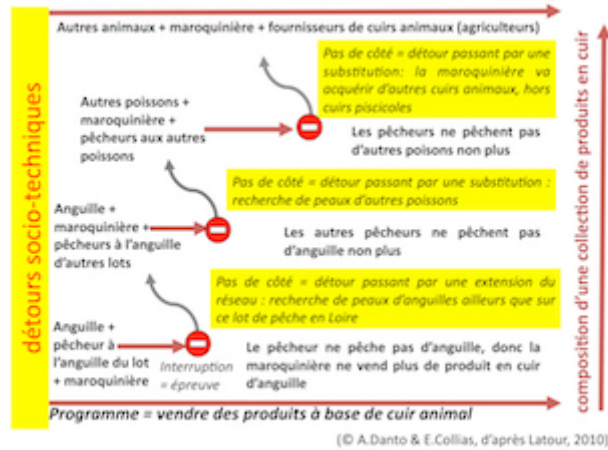 Autres animaux + maroquinière + fournisseurs de cuirs animaux (agriculteurs)
Pas de côté = détour passant par une
substitution: la maroquinière va
acquérir d'autres cuirs animaux, hors
cuirs piscicoles
Autres poissons +
maroquinière +
pêcheurs aux autres
poissons
Les pêcheurs ne pêchent pas
d'autres poisons non plus
Pas de côté = détour passant par une substitution :
recherche de peaux d'autres poissons
Anguille +
maroquinière +
pêcheurs à l'anguille
d'autres lots
Les autres pêcheurs ne pêchent pas
d'anguille non plus
Pas de côté = détour passant par une extension du
réseau : recherche de peaux d'anguilles ailleurs que sur
ce lot de pêche en Loire
Anguille +
pêcheur à
l'anguille du lot
+ maroquinière
Interruption
= épreuve
Le pêcheur ne pêche pas d'anguille, donc la
maroquinière ne vend plus de produit en cuir
d'anguille
Programme = vendre des produits à base de cuir animal
détours socio-techniques
composition d'une collection de produits en cuir
(© A.Danto & E.Collias, d'après Latour, 2010)